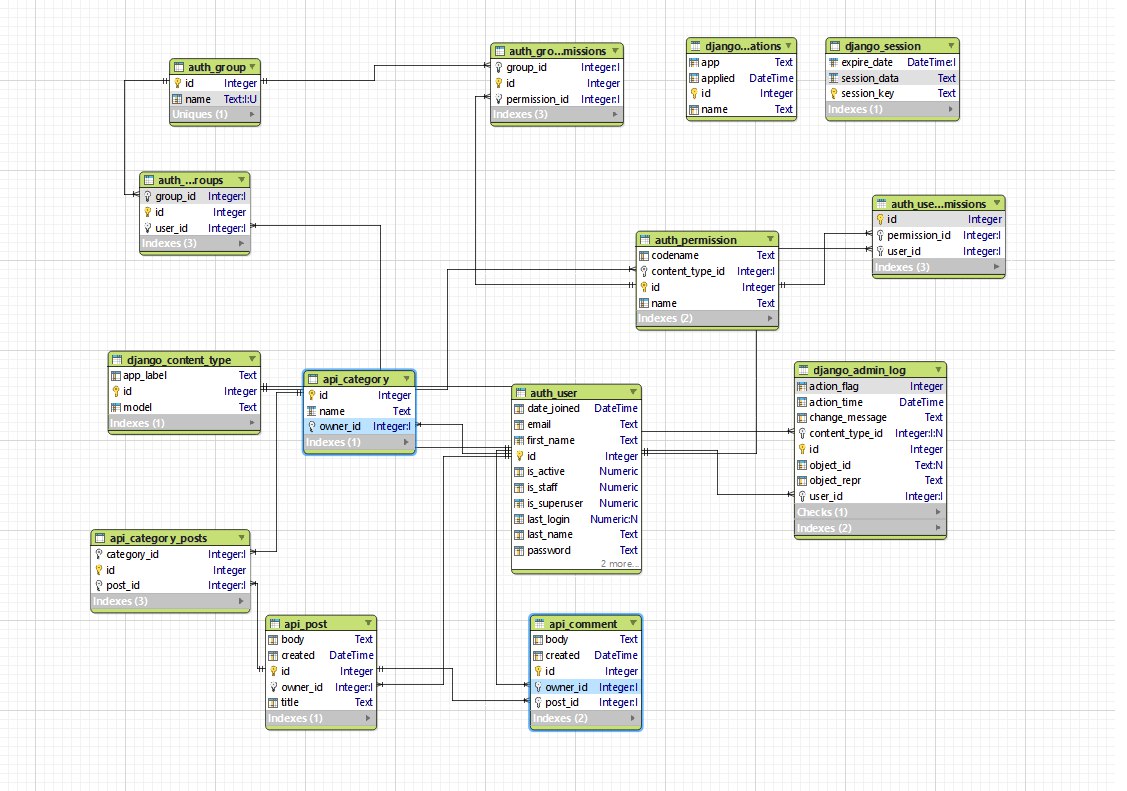 auth_group
id Integer
name Text:I:U
Uniques (1)
auth_gro...missions
group_id Integer:I
id Integer
permission_id Integer:I
Indexes (3)
django...ations
app Text
applied DateTime
id Integer
name Text
django_session
expire_date DateTime:I
session_data Text
session_key Text
Indexes (1)
auth_...roups
group_id Integer:I
id Integer
user_id Integer:I
Indexes (3)
auth_use...missions
id Integer
permission_id Integer:I
user_id Integer:I
Indexes (3)
auth_permission
codename Text
content_type_id Integer:I
id Integer
name Text
Indexes (2)
django_content_type
app_label Text
id Integer
model Text
Indexes (1)
api_category
id Integer
name Text
owner_id Integer:I
Indexes (1)
auth_user
date_joined DateTime
email Text
first_name Text
id Integer
is_active Numeric
is_staff Numeric
is_superuser Numeric
last_login Numeric:N
last_name Text
password Text
2 more...
django_admin_log
action_flag Integer
action_time DateTime
change_message Text
content_type_id Integer:I:N
id Integer
object_id Text:N
object_repr Text
user_id Integer:I
Checks (1)
Indexes (2)
api_category_posts
category_id Integer:I
id Integer
post_id Integer:I
Indexes (3)
api_post
body Text
created DateTime
id Integer
owner_id Integer:I
title Text
Indexes (1)
api_comment
body Text
created DateTime
id Integer
owner_id Integer:I
post_id Integer:I
Indexes (2)